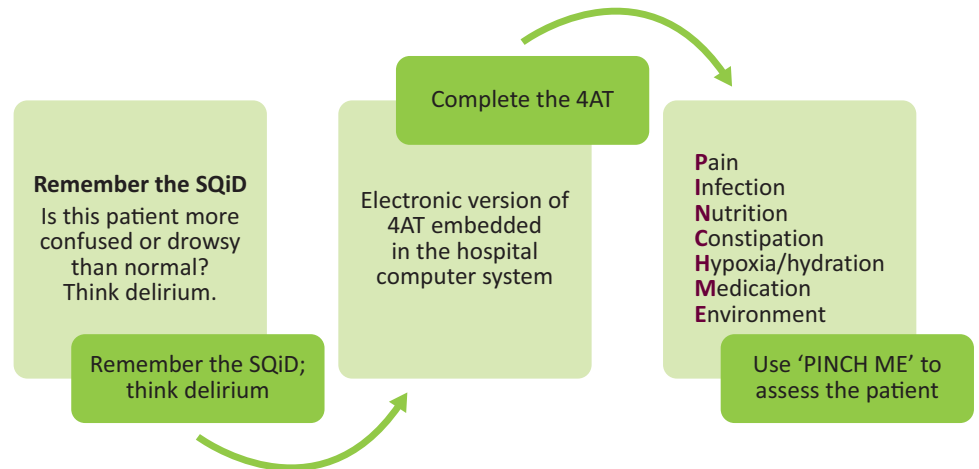 Remember the SQiD
Is this patient more
confused or drowsy
than normal?
Think delirium.
Remember the SQiD;
think delirium
Complete the 4AT
Electronic version of
4AT embedded
in the hospital
computer system
Pain
Infection
Nutrition
Constipation
Hypoxia/hydration
Medication
Environment
Use ‘PINCH ME’ to
assess the patient